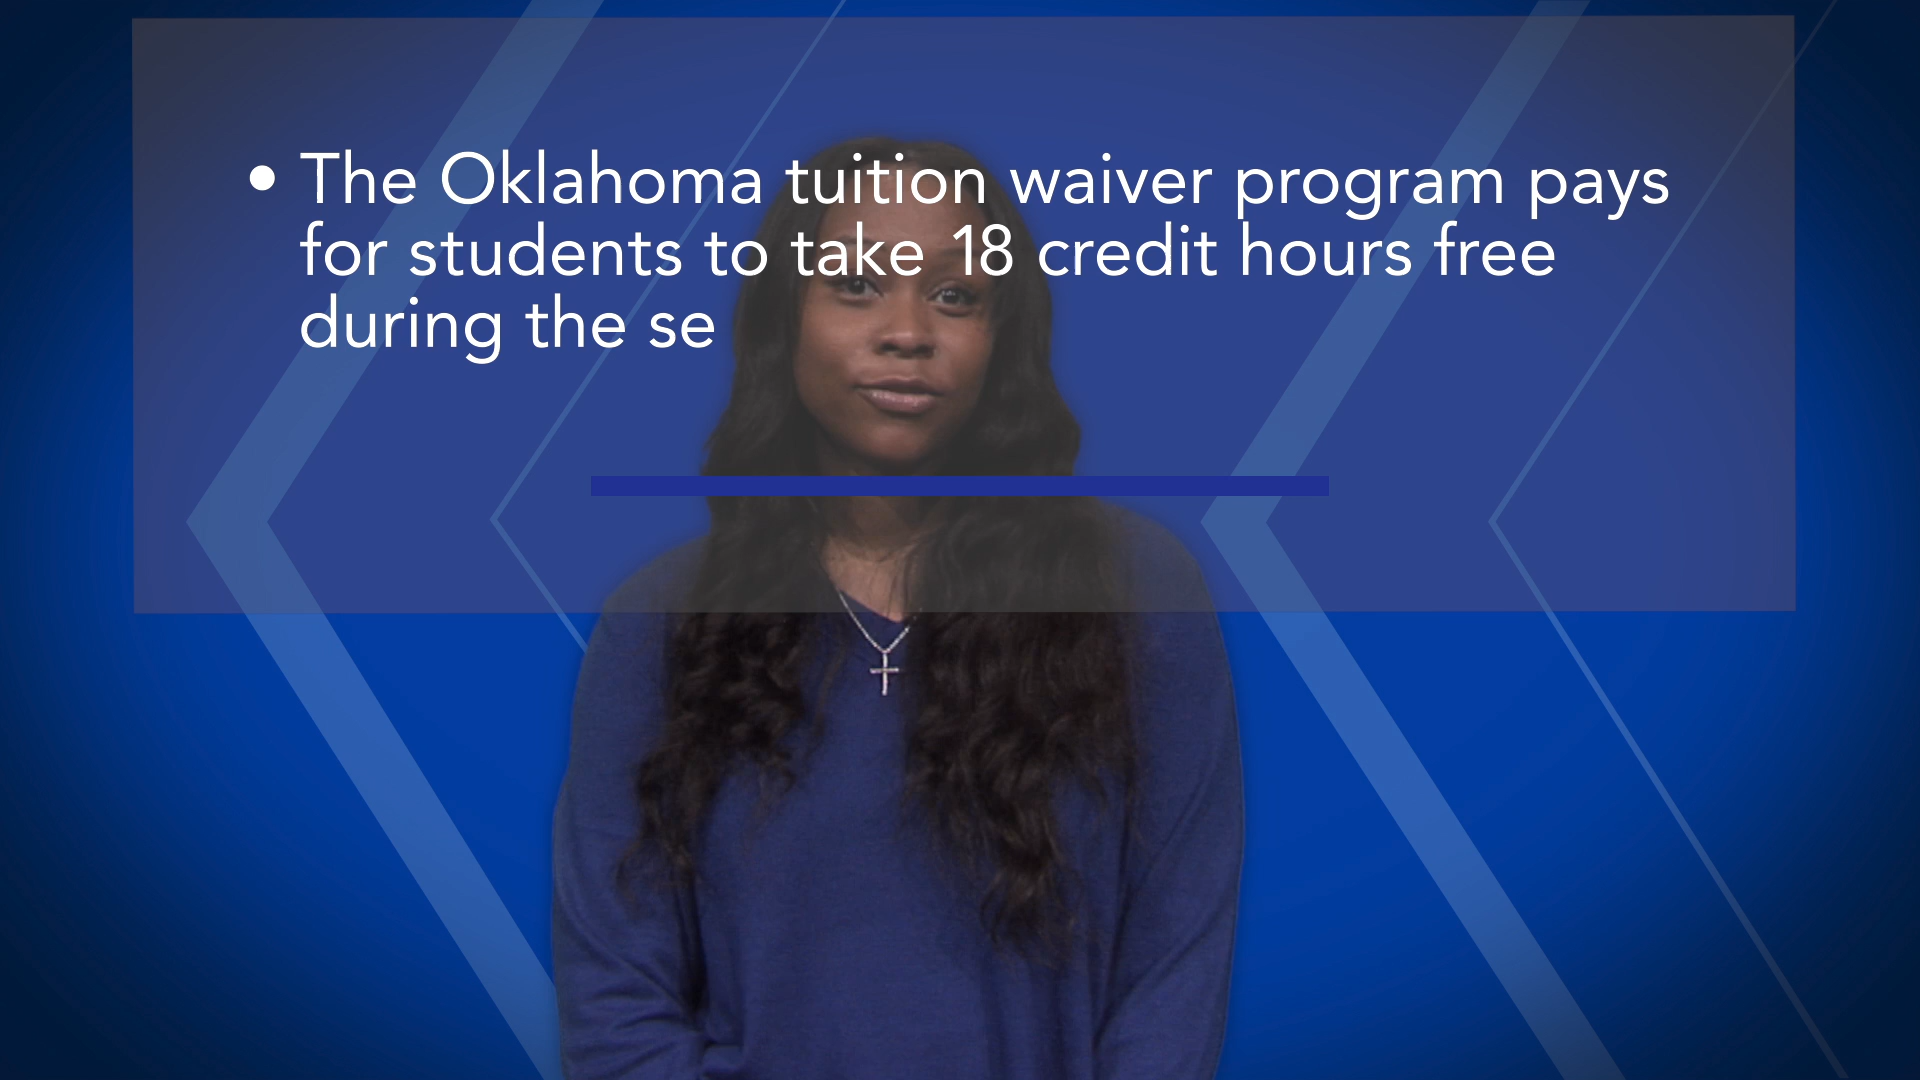 • The Oklahoma tuition waiver program pays
for students to take 18 credit hours free
during the se